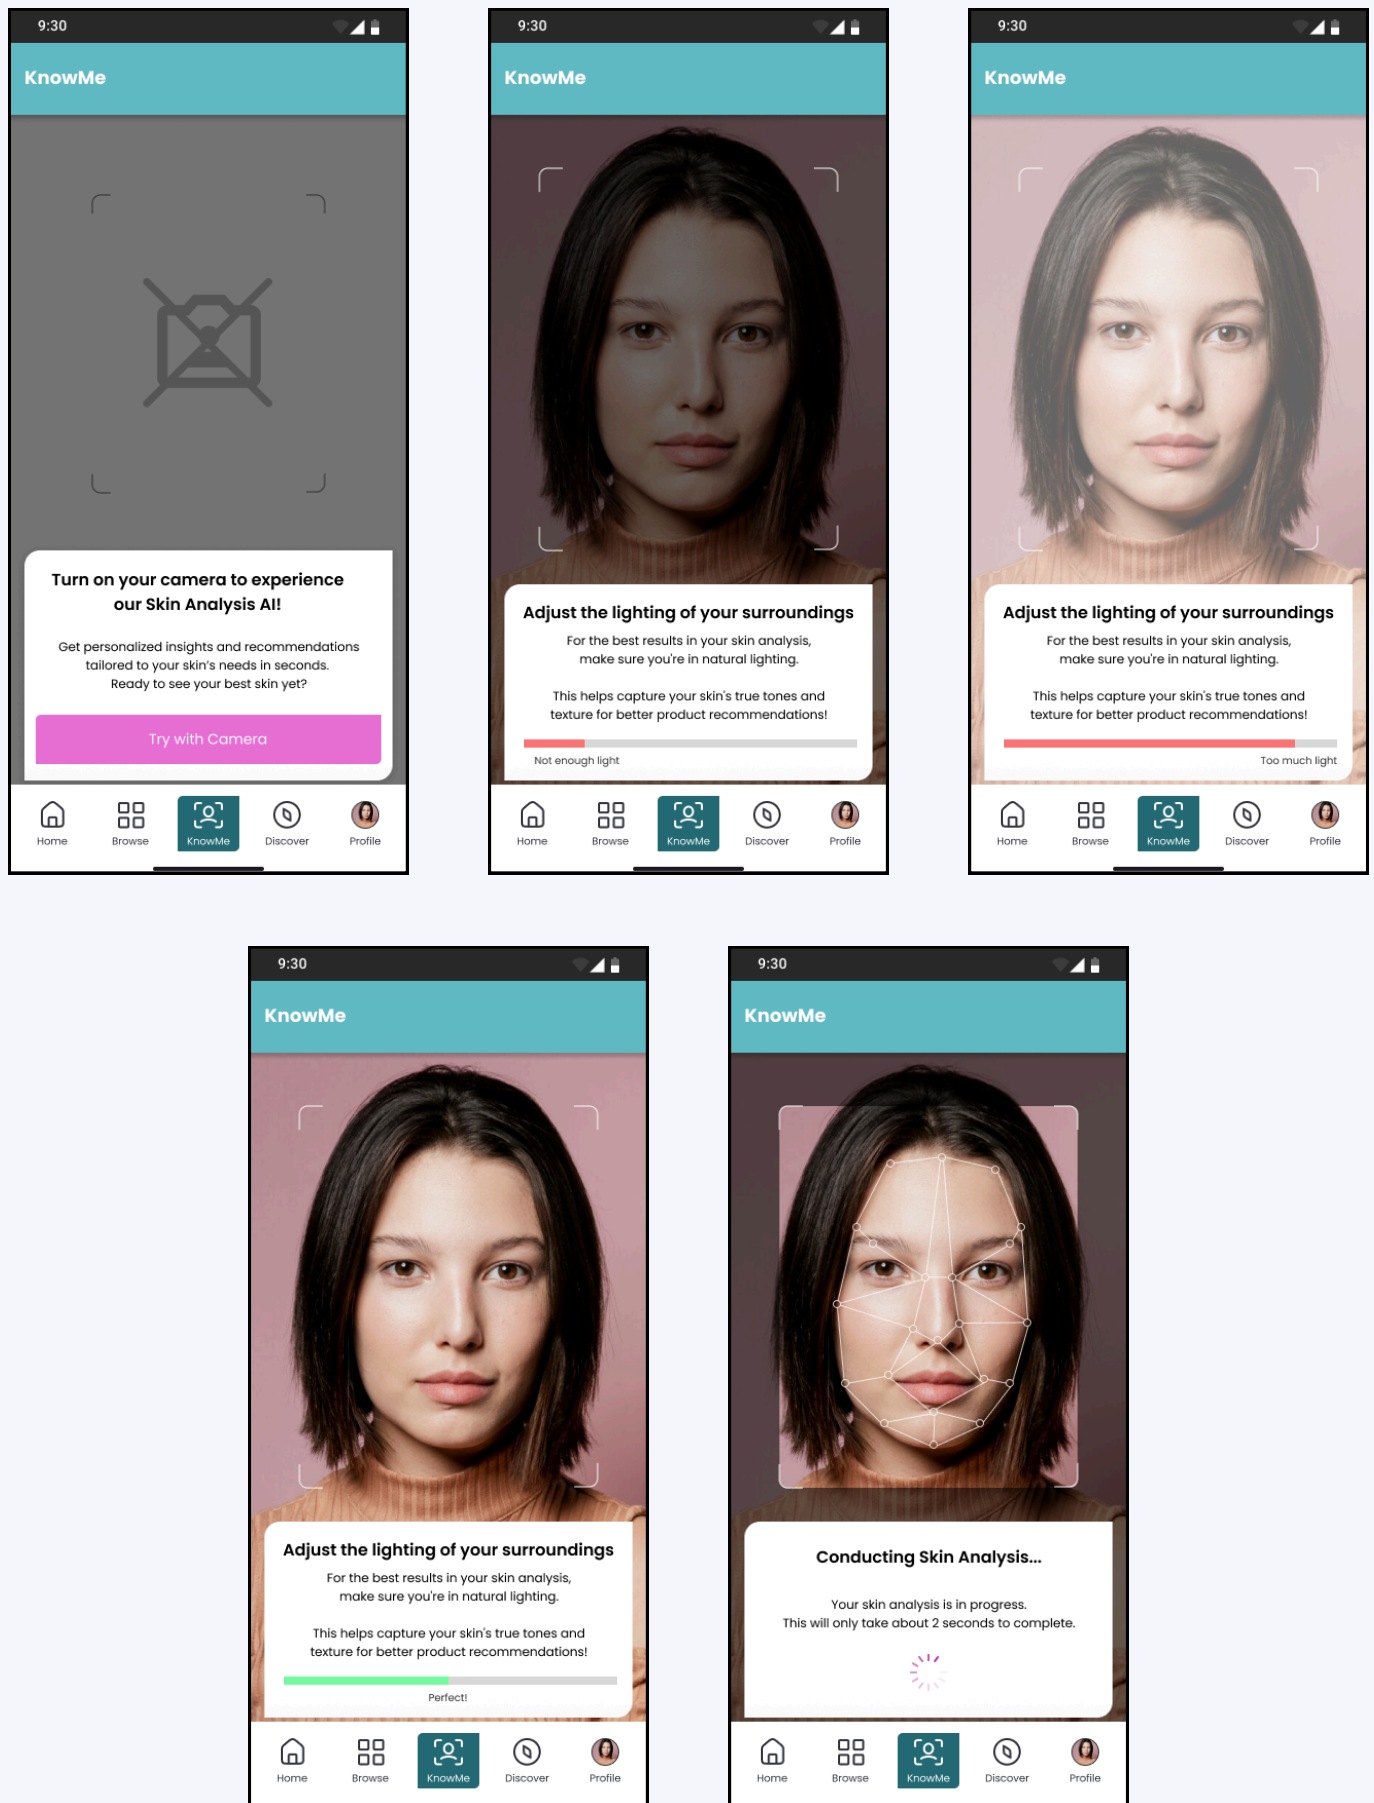 9:30
KnowMe
Turn on your camera to experience
our Skin Analysis AI!
Get personalized insights and recommendations
tailored to your skin's needs in seconds.
Ready to see your best skin yet?
Try with Camera
Home
Browse
KnowMe
Discover
Profile
9:30
KnowMe
Adjust the lighting of your surroundings
For the best results in your skin analysis,
make sure you're in natural lighting.
This helps capture your skin's true tones and
texture for better product recommendations!
Not enough light
Home
Browse
KnowMe
Discover
Profile
9:30
KnowMe
Adjust the lighting of your surroundings
For the best results in your skin analysis,
make sure you're in natural lighting.
This helps capture your skin's true tones and
texture for better product recommendations!
Too much light
Home
Browse
KnowMe
Discover
Profile
9:30
KnowMe
Adjust the lighting of your surroundings
For the best results in your skin analysis,
make sure you're in natural lighting.
This helps capture your skin's true tones and
texture for better product recommendations!
Perfect!
Home
Browse
KnowMe
Discover
Profile
9:30
KnowMe
Conducting Skin Analysis...
Your skin analysis is in progress.
This will only take about 2 seconds to complete.
Home
Browse
KnowMe
Discover
Profile